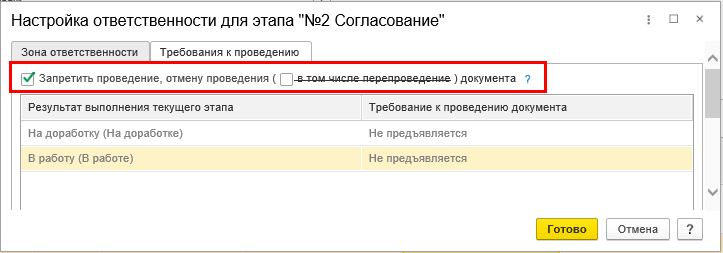 Настройка ответственности для этапа "№2 Согласование"
Зона ответственности Требования к проведению
Запретить проведение, отмену проведения ( в том числе перепроведение ) документа ?
Результат выполнения текущего этапа Требование к проведению документа
На доработку (На доработке) Не предъявляется
В работу (В работе) Не предъявляется
Готово Отмена ?